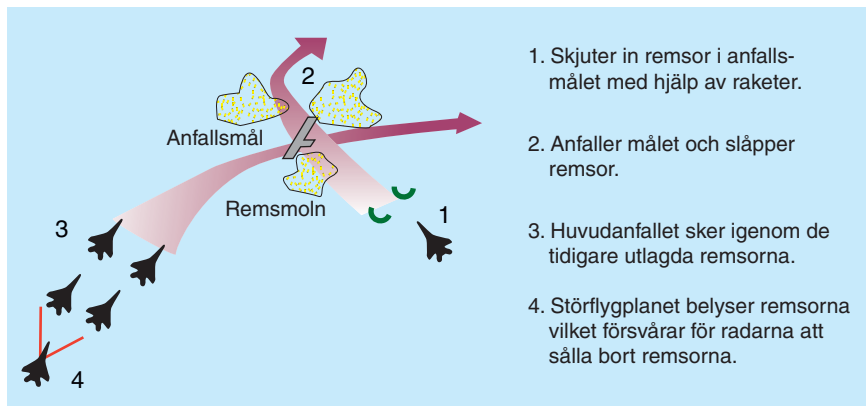 2
Anfallsmål
3
Remsmoln
1
4
1. Skjuter in remsor i anfalls-
målet med hjälp av raketer.
2. Anfaller målet och slåpper
remsor.
3. Huvudanfallet sker igenom de
tidigare utlagda remsorna.
4. Störflygplanet belyser remsorna
vilket försvårar för radarna att
sålla bort remsorna.